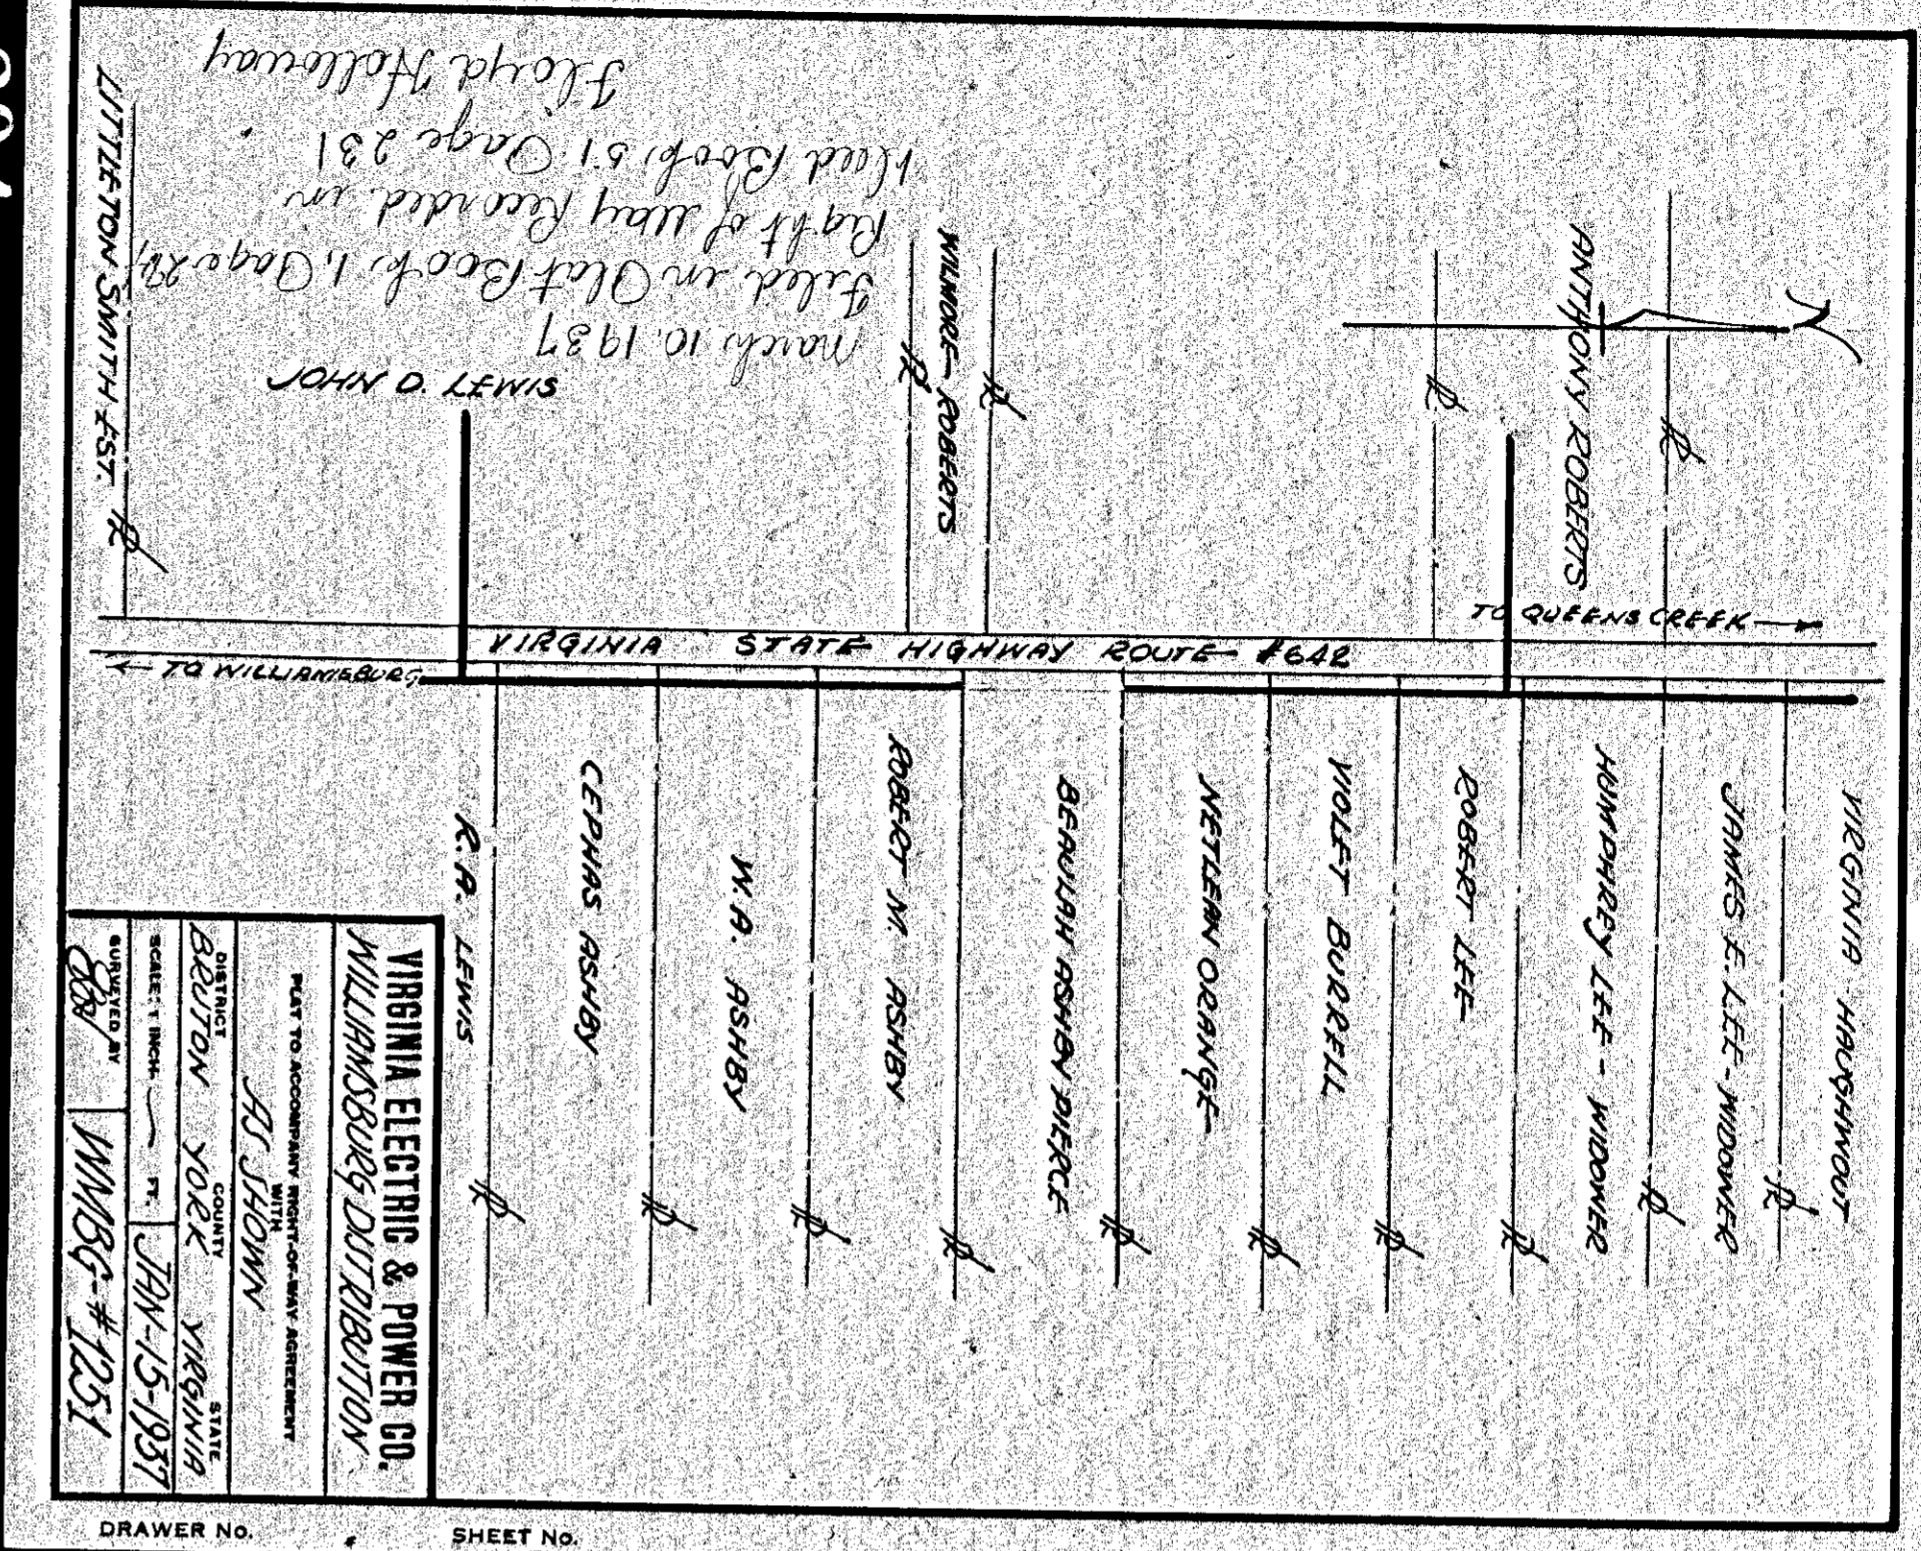 March 10, 1937
Filed in Plat Book 1, Page 24
Right of Way Recorded in
Deed Book 51 Page 231
Floyd Holloway
LITTLETON SMITH EST.
JOHN D. LEWIS
WILMORE ROBERTS
ANTHONY ROBERTS
TO QUEENS CREEK
VIRGINIA STATE HIGHWAY ROUTE #642
TO WILLIAMSBURG
R.A. LEWIS
CEPHAS ASHBY
W.A. ASHBY
ROBERT M. ASHBY
BEAULAH ASHBY PIERCE
NETLEAN ORANGE
VIOLET BURRELL
ROBERT LEE
HUMPHREY LEE - WIDOWER
JAMES E. LEE - WIDOWER
VIRGINIA HAUGHWOUT
VIRGINIA ELECTRIC & POWER CO.
WILLIAMSBURG DISTRIBUTION
PLAT TO ACCOMPANY RIGHT-OF-WAY AGREEMENT
WITH
AS SHOWN
DISTRICT COUNTY STATE
BRUTON YORK VIRGINIA
SCALE: 1 INCH FT. JAN-15-1937
SURVEYED BY
WMBG-#1251
DRAWER NO. SHEET NO.